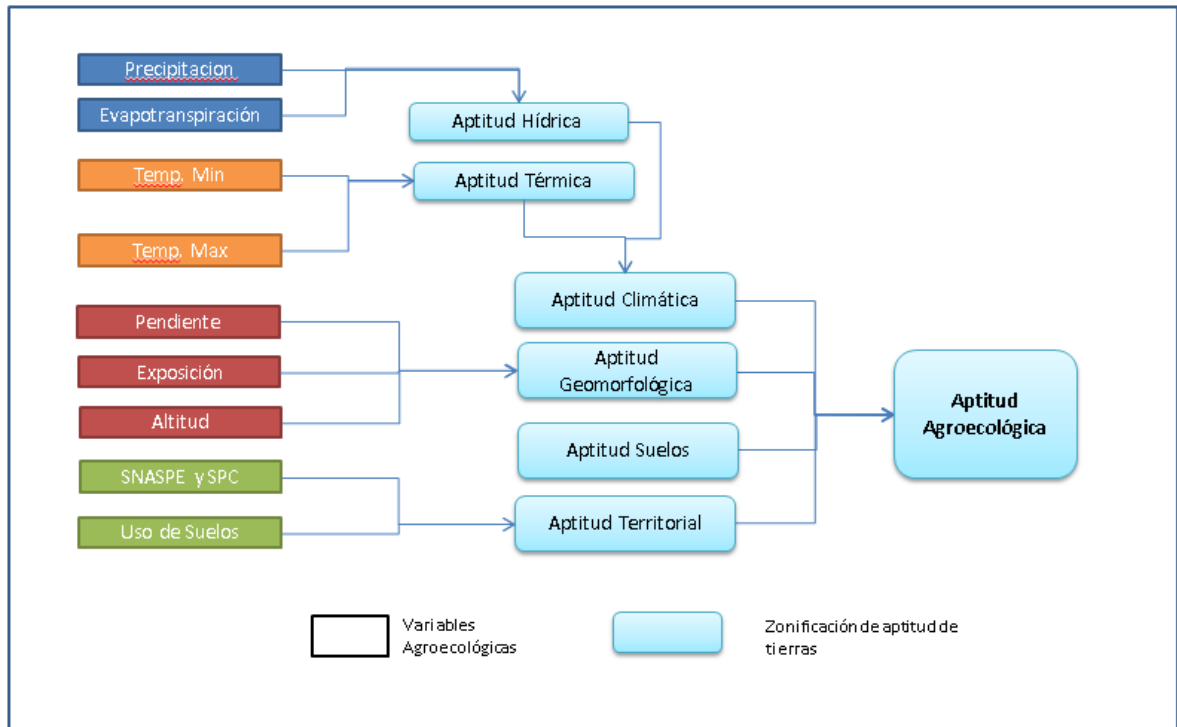 Precipitacion
Evapotranspiración
Aptitud Hídrica
Temp. Min
Aptitud Térmica
Temp. Max
Aptitud Climática
Pendiente
Exposición
Altitud
Aptitud
Geomorfológica
Aptitud
Agroecológica
Aptitud Suelos
SNASPE y SPC
Uso de Suelos
Aptitud Territorial
Variables
Agroecológicas
Zonificación de aptitud de
tierras